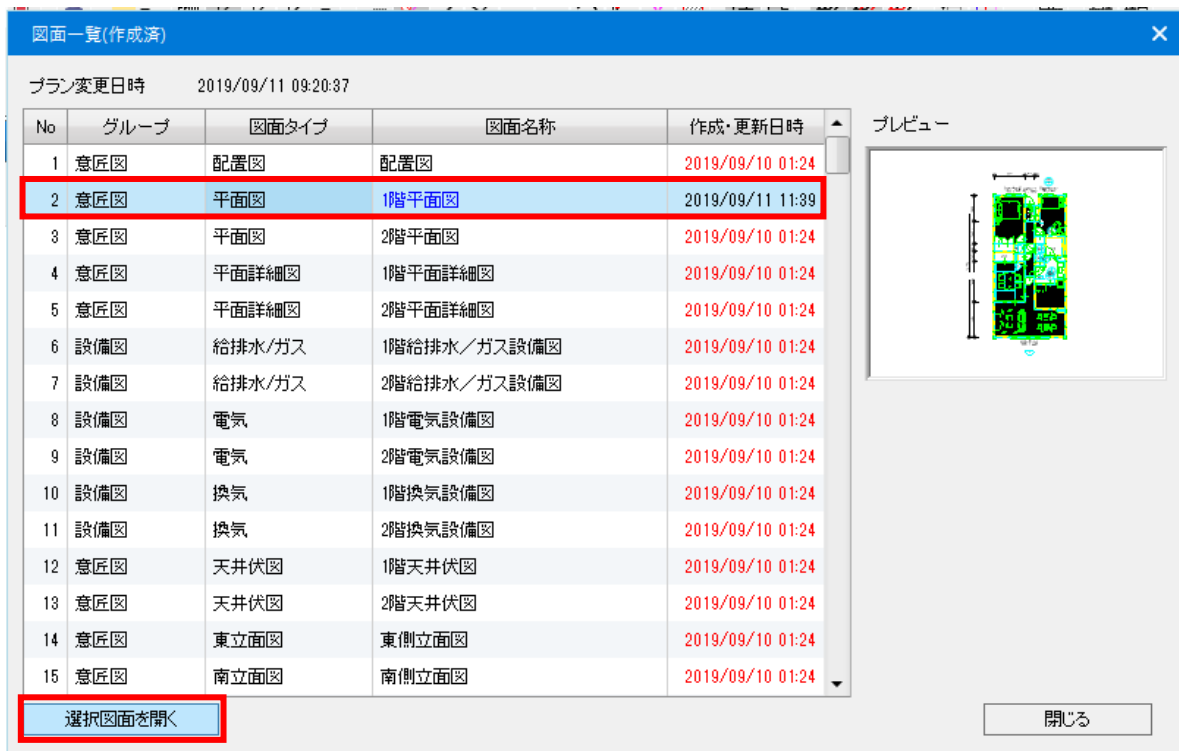 図面一覧(作成済)
プラン変更日時 2019/09/11 09:20:37
No グループ 図面タイプ 図面名称 作成・更新日時 プレビュー
1 意匠図 配置図 配置図 2019/09/10 01:24
2 意匠図 平面図 1階平面図 2019/09/11 11:39
3 意匠図 平面図 2階平面図 2019/09/10 01:24
4 意匠図 平面詳細図 1階平面詳細図 2019/09/10 01:24
5 意匠図 平面詳細図 2階平面詳細図 2019/09/10 01:24
6 設備図 給排水/ガス 1階給排水／ガス設備図 2019/09/10 01:24
7 設備図 給排水/ガス 2階給排水／ガス設備図 2019/09/10 01:24
8 設備図 電気 1階電気設備図 2019/09/10 01:24
9 設備図 電気 2階電気設備図 2019/09/10 01:24
10 設備図 換気 1階換気設備図 2019/09/10 01:24
11 設備図 換気 2階換気設備図 2019/09/10 01:24
12 意匠図 天井伏図 1階天井伏図 2019/09/10 01:24
13 意匠図 天井伏図 2階天井伏図 2019/09/10 01:24
14 意匠図 東立面図 東側立面図 2019/09/10 01:24
15 意匠図 南立面図 南側立面図 2019/09/10 01:24
選択図面を開く 閉じる